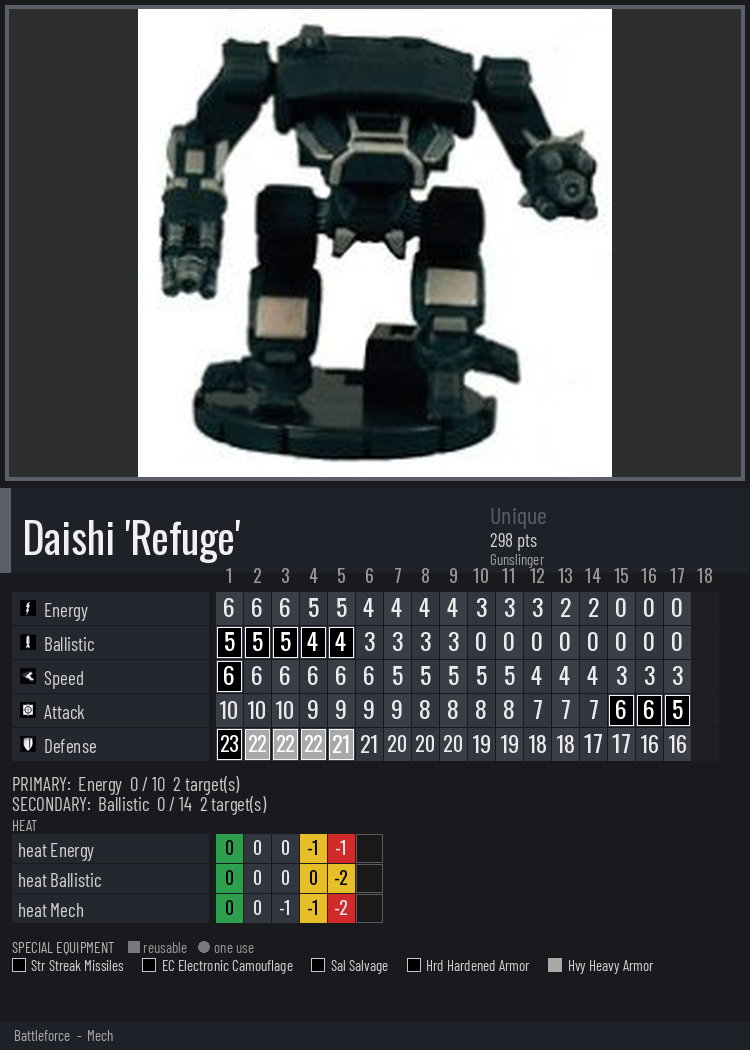 Daishi 'Refuge'
Unique
298 pts
Gunslinger
1 2 3 4 5 6 7 8 9 10 11 12 13 14 15 16 17 18
Energy 6 6 6 5 5 4 4 4 4 3 3 3 2 2 0 0 0
Ballistic 5 5 5 4 4 3 3 3 3 0 0 0 0 0 0 0 0
Speed 6 6 6 6 6 6 5 5 5 5 5 4 4 4 3 3 3
Attack 10 10 10 9 9 9 9 8 8 8 8 7 7 7 6 6 5
Defense 23 22 22 22 21 21 20 20 20 19 19 18 18 17 17 16 16
PRIMARY: Energy 0 / 10 2 target(s)
SECONDARY: Ballistic 0 / 14 2 target(s)
HEAT
heat Energy 0 0 0 -1 -1
heat Ballistic 0 0 0 0 -2
heat Mech 0 0 -1 -1 -2
SPECIAL EQUIPMENT reusable one use
Str Streak Missiles EC Electronic Camouflage Sal Salvage Hrd Hardened Armor Hvy Heavy Armor
Battleforce - Mech